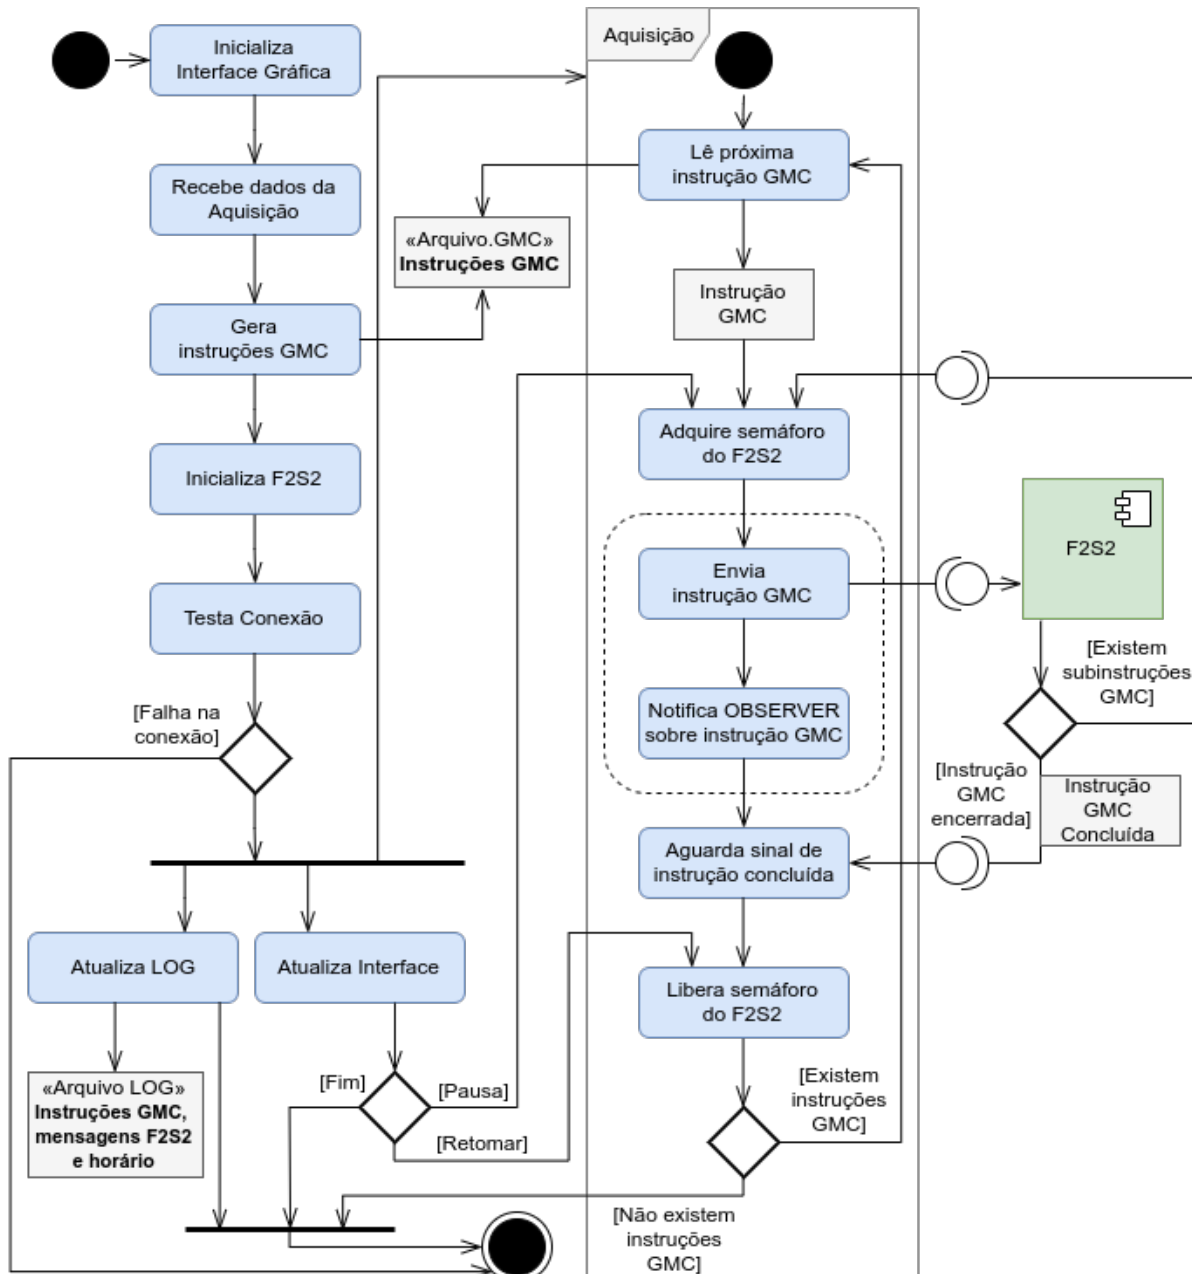 Inicializa
Interface Gráfica
Recebe dados da
Aquisição
Gera
instruções GMC
Inicializa F2S2
Testa Conexão
[Falha na
conexão]
Atualiza LOG
Atualiza Interface
«Arquivo LOG»
Instruções GMC,
mensagens F2S2
e horário
[Fim]
[Pausa]
[Retomar]
«Arquivo.GMC»
Instruções GMC
Aquisição
Lê próxima
instrução GMC
Instrução
GMC
Adquire semáforo
do F2S2
Envia
instrução GMC
Notifica OBSERVER
sobre instrução GMC
Aguarda sinal de
instrução concluída
Libera semáforo
do F2S2
[Existem
instruções
GMC]
[Não existem
instruções
GMC]
F2S2
[Existem
subinstruções
GMC]
[Instrução
GMC
encerrada]
Instrução
GMC
Concluída